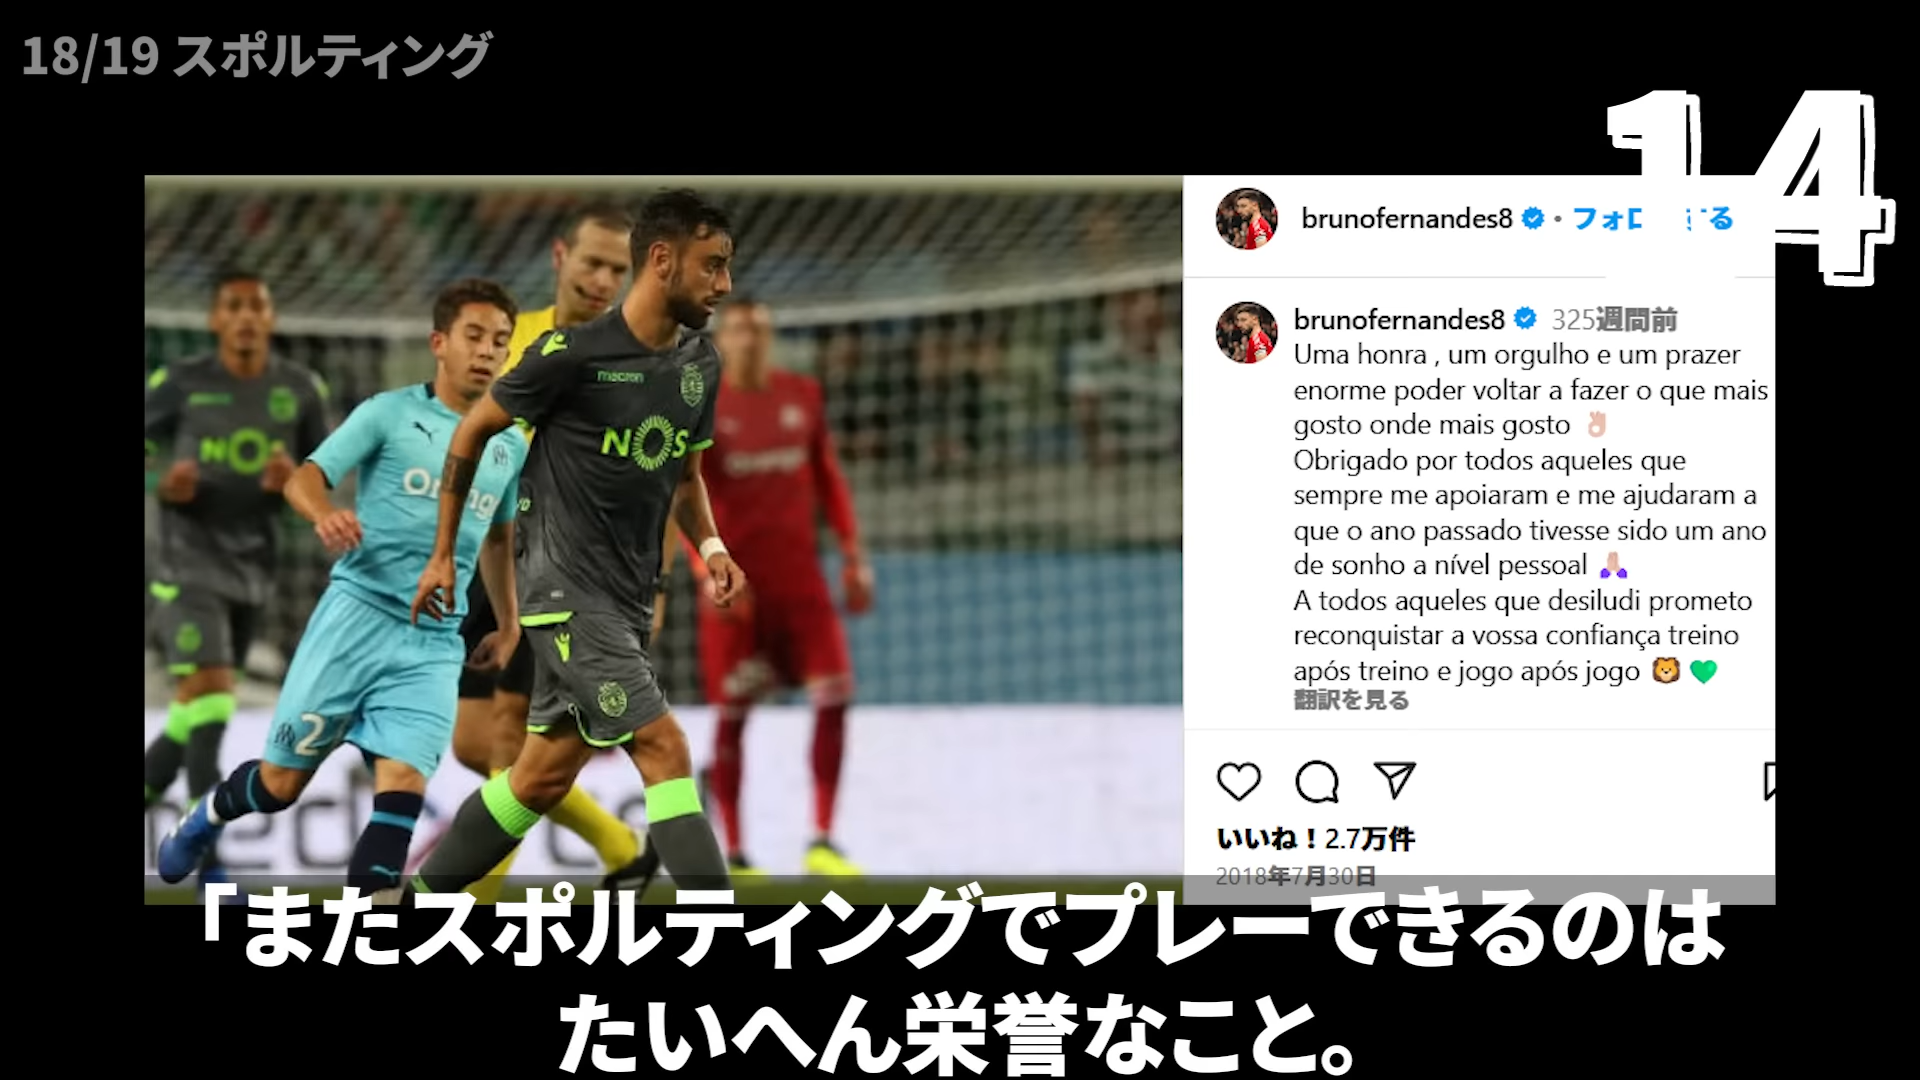 18/19 スポルティング
14
brunofernandes8 • フォロ する
brunofernandes8 325週間前
Uma honra , um orgulho e um prazer
enorme poder voltar a fazer o que mais
gosto onde mais gosto 👌🏻
Obrigado por todos aqueles que
sempre me apoiaram e me ajudaram a
que o ano passado tivesse sido um ano
de sonho a nível pessoal 🙏🏻
A todos aqueles que desiludi prometo
reconquistar a vossa confiança treino
após treino e jogo após jogo 🦁 💚
翻訳を見る
いいね！2.7万件
2018年7月30日
macron
NOS
NO
2
「またスポルティングでプレーできるのは
たいへん栄誉なこと。